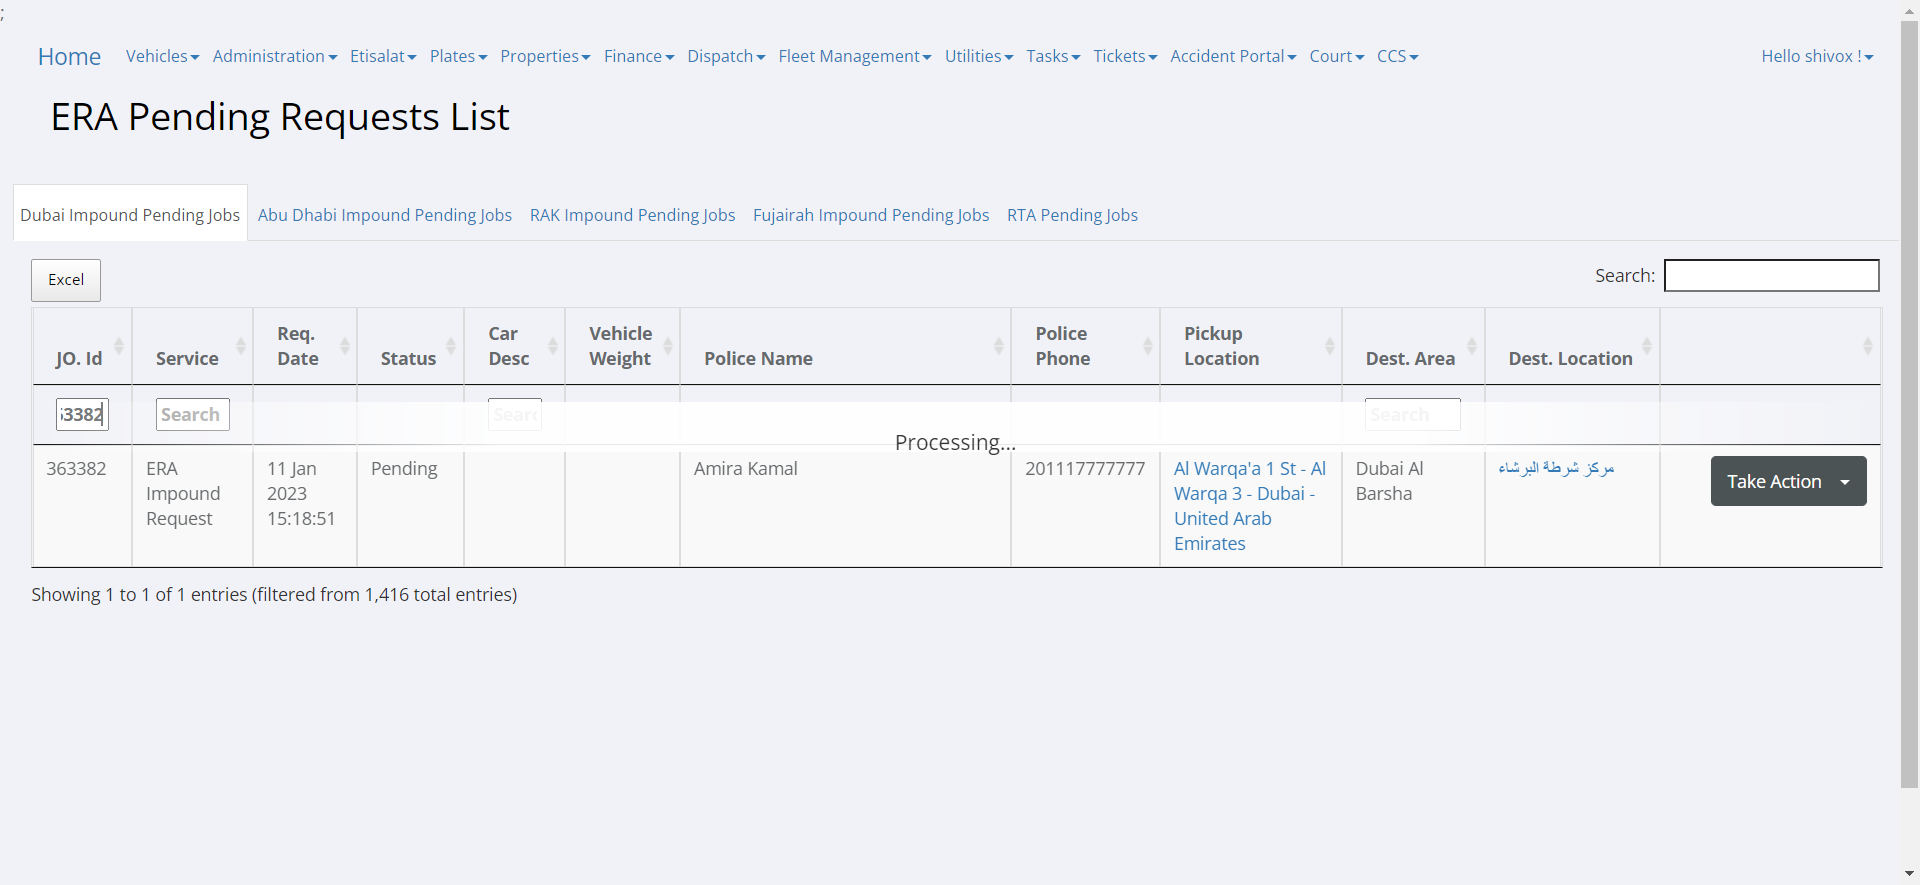 ;
Home Vehicles Administration Etisalat Plates Properties Finance Dispatch Fleet Management Utilities Tasks Tickets Accident Portal Court CCS Hello shivox !
ERA Pending Requests List
Dubai Impound Pending Jobs Abu Dhabi Impound Pending Jobs RAK Impound Pending Jobs Fujairah Impound Pending Jobs RTA Pending Jobs
Excel
Search:
JO. Id
Service
Req.
Date
Status
Car
Desc
Vehicle
Weight
Police Name
Police
Phone
Pickup
Location
Dest. Area
Dest. Location
63382
Search
Search
Search
Processing...
363382
ERA
Impound
Request
11 Jan
2023
15:18:51
Pending
Amira Kamal
201117777777
Al Warqa'a 1 St - Al
Warqa 3 - Dubai -
United Arab
Emirates
Dubai Al
Barsha
مركز شرطة البرشاء
Take Action
Showing 1 to 1 of 1 entries (filtered from 1,416 total entries)